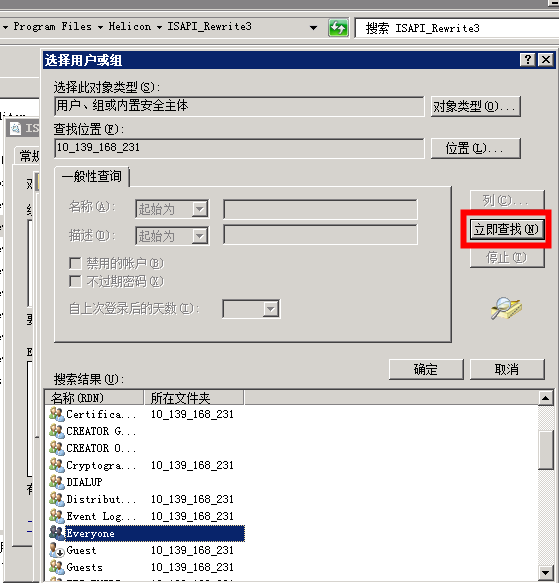 Program Files ▾ Helicon ▾ ISAPI_Rewrite3
搜索 ISAPI_Rewrite3
选择用户或组
选择此对象类型(S):
用户、组或内置安全主体
对象类型(O)...
查找位置(F):
10_139_168_231
位置(L)...
常规
一般性查询
列(C)...
名称(A):
起始为
立即查找(N)
描述(D):
起始为
停止(T)
禁用的帐户(B)
不过期密码(X)
自上次登录后的天数(I):
确定
取消
搜索结果(U):
名称(RDN) 所在文件夹
Certifica... 10_139_168_231
CREATOR G...
CREATOR O...
Cryptogra... 10_139_168_231
DIALUP
Distribut... 10_139_168_231
Event Log... 10_139_168_231
Everyone
Guest 10_139_168_231
Guests 10_139_168_231